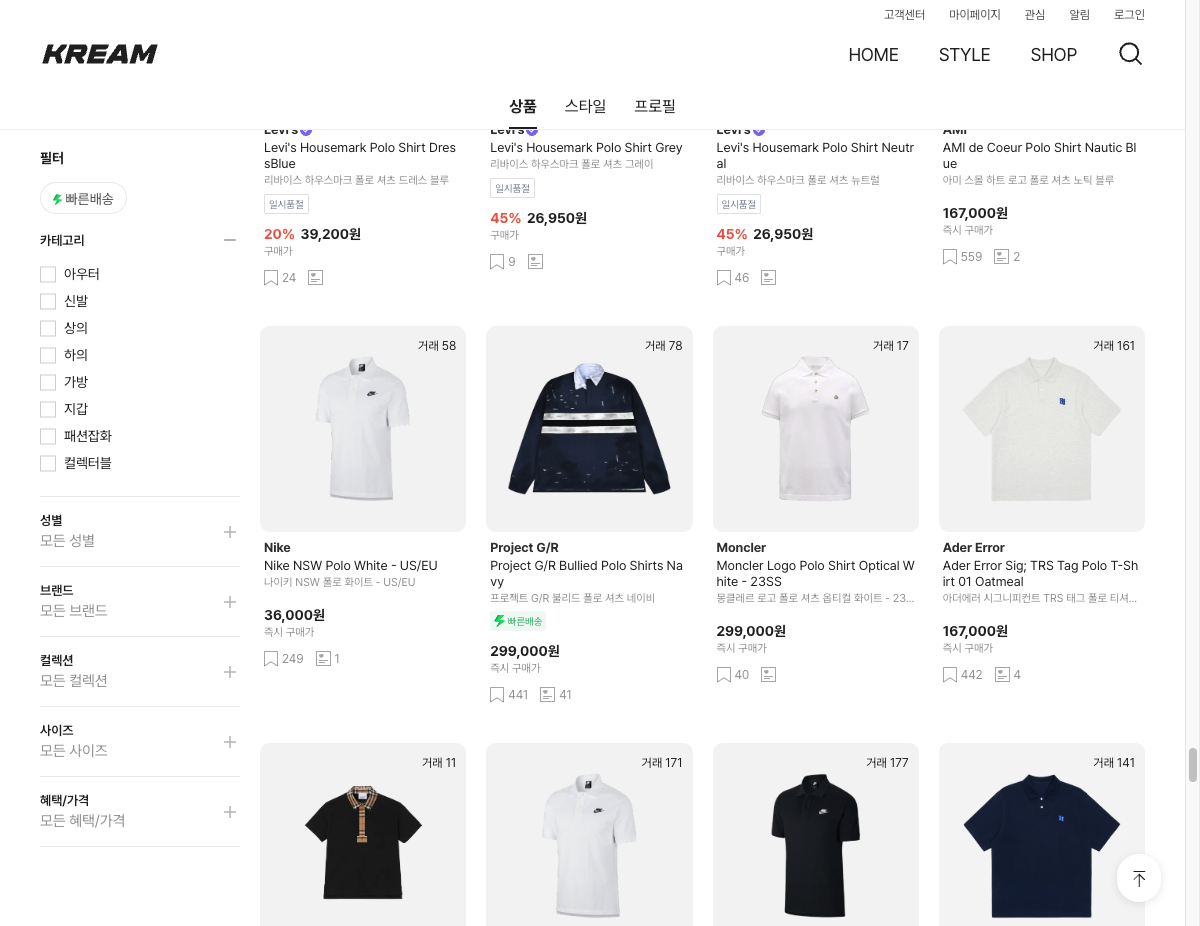 고객센터 마이페이지 관심 알림 로그인
KREAM
HOME STYLE SHOP
상품 스타일 프로필
필터
빠른배송
카테고리
아우터
신발
상의
하의
가방
지갑
패션잡화
컬렉터블
성별
모든 성별
브랜드
모든 브랜드
컬렉션
모든 컬렉션
사이즈
모든 사이즈
혜택/가격
모든 혜택/가격
Levi's
Levi's Housemark Polo Shirt Dres
sBlue
리바이스 하우스마크 폴로 셔츠 드레스 블루
일시품절
20% 39,200원
구매가
24
Levi's
Levi's Housemark Polo Shirt Grey
리바이스 하우스마크 폴로 셔츠 그레이
일시품절
45% 26,950원
구매가
9
Levi's
Levi's Housemark Polo Shirt Neutr
al
리바이스 하우스마크 폴로 셔츠 뉴트럴
일시품절
45% 26,950원
구매가
46
AMI
AMI de Coeur Polo Shirt Nautic Bl
ue
아미 스몰 하트 로고 폴로 셔츠 노틱 블루
167,000원
즉시 구매가
559 2
거래 58
Nike
Nike NSW Polo White - US/EU
나이키 NSW 폴로 화이트 - US/EU
36,000원
즉시 구매가
249 1
거래 78
Project G/R
Project G/R Bullied Polo Shirts Na
vy
프로젝트 G/R 불리드 폴로 셔츠 네이비
빠른배송
299,000원
즉시 구매가
441 41
거래 17
Moncler
Moncler Logo Polo Shirt Optical W
hite - 23SS
몽클레르 로고 폴로 셔츠 옵티컬 화이트 - 23...
299,000원
즉시 구매가
40
거래 161
Ader Error
Ader Error Sig; TRS Tag Polo T-Sh
irt 01 Oatmeal
아더에러 시그니피컨트 TRS 태그 폴로 티셔...
167,000원
즉시 구매가
442 4
거래 11
거래 171
거래 177
거래 141